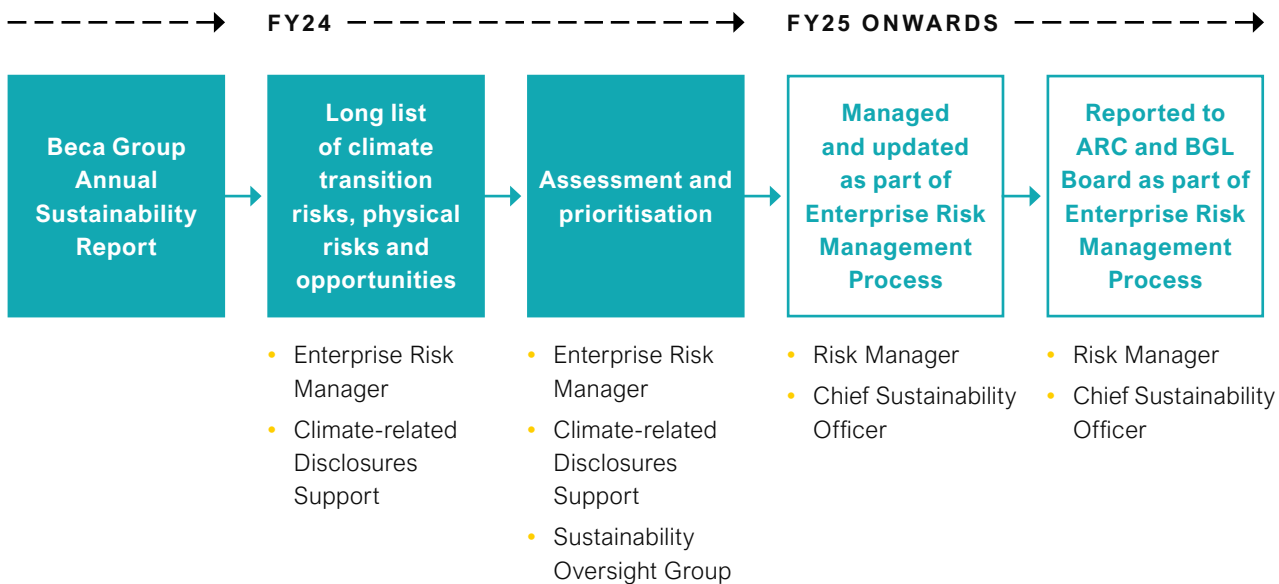 FY24
FY25 ONWARDS
Beca Group
Annual
Sustainability
Report
Long list
of climate
transition
risks, physical
risks and
opportunities
Assessment and
prioritisation
Managed
and updated
as part of
Enterprise Risk
Management
Process
Reported to
ARC and BGL
Board as part of
Enterprise Risk
Management
Process
• Enterprise Risk
Manager
• Climate-related
Disclosures
Support
• Enterprise Risk
Manager
• Climate-related
Disclosures
Support
• Sustainability
Oversight Group
• Risk Manager
• Chief Sustainability
Officer
• Risk Manager
• Chief Sustainability
Officer